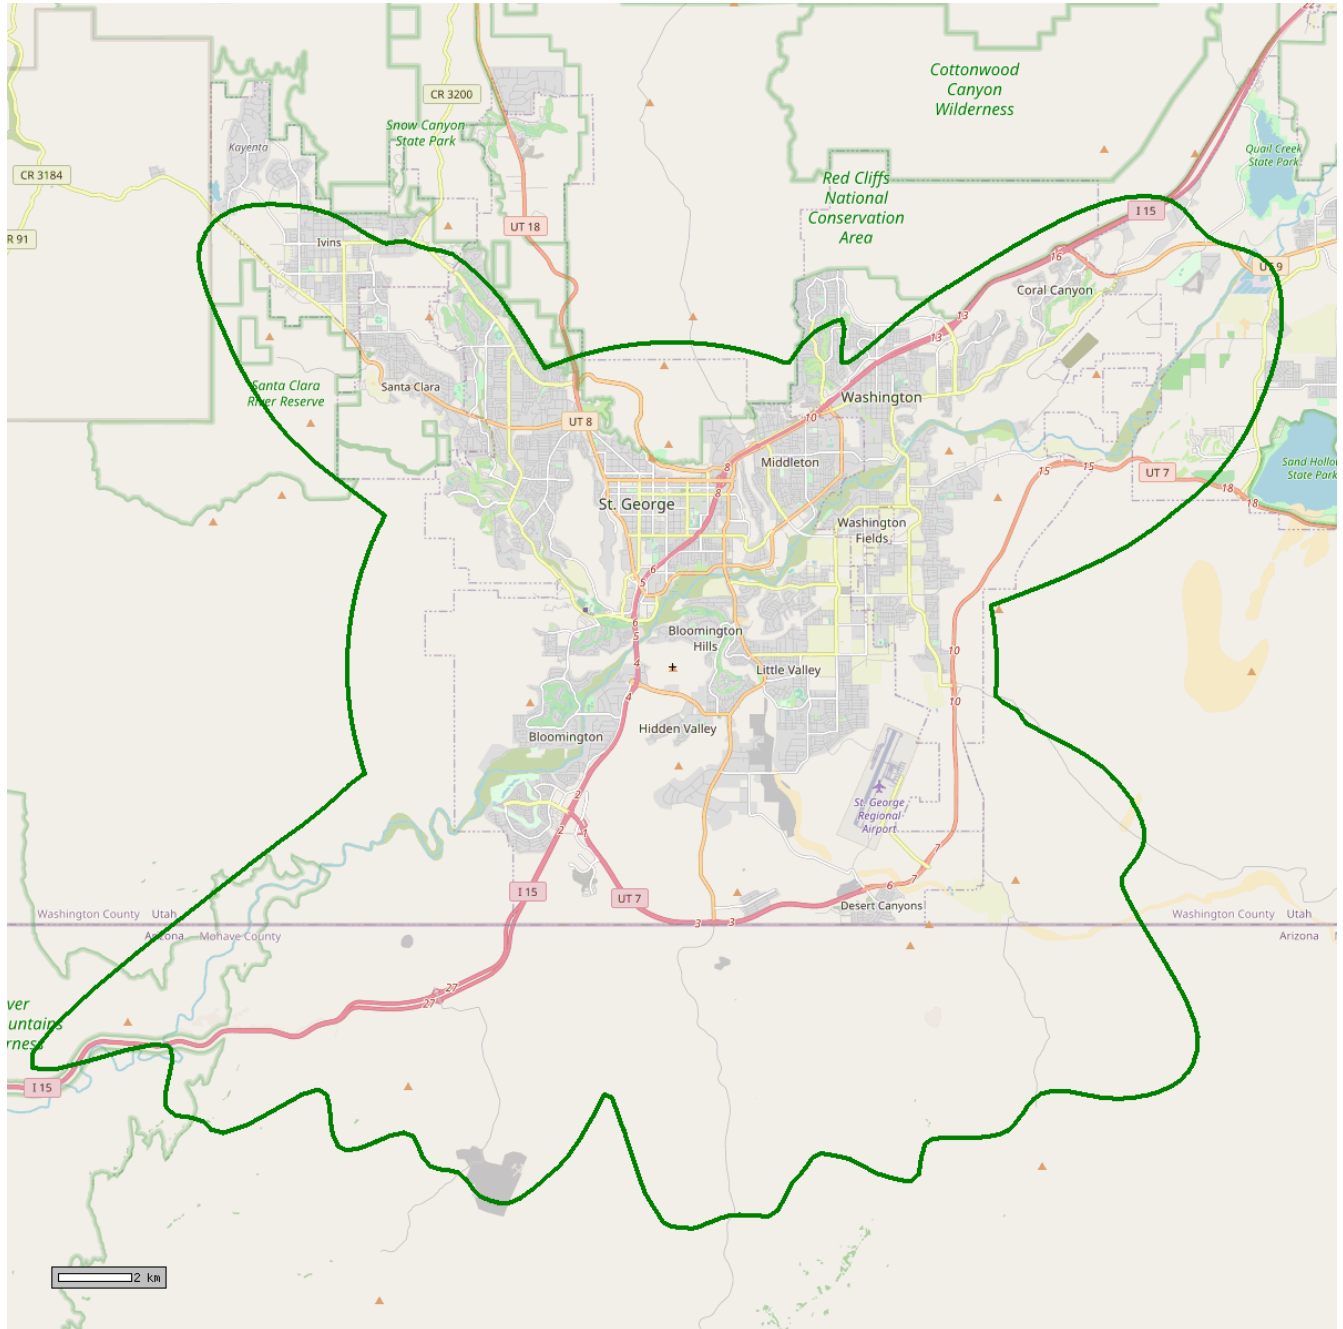 22
Cottonwood
Canyon
Wilderness
CR 3200
Snow Canyon
State Park
Kayenta
Quail Creek
State Park
CR 3184
Red Cliffs
National
Conservation
Area
I 15
UT 18
R 91
Ivins
16
UT 9
Coral Canyon
13
13
Santa Clara
Santa Clara
River Reserve
Washington
10
UT 8
Middleton
8
15
15
UT 7
Sand Hollow
State Park
18
18
8
St. George
Washington
Fields
6
5
6
5
Bloomington
Hills
10
4
Little Valley
4
10
Hidden Valley
Bloomington
2
St. George
Regional
Airport
2
1
7
6
7
I 15
UT 7
Desert Canyons
Washington County Utah
Arizona Mohave County
3
3
Washington County Utah
Arizona
27
27
ver
ountains
rness
I 15
2 km